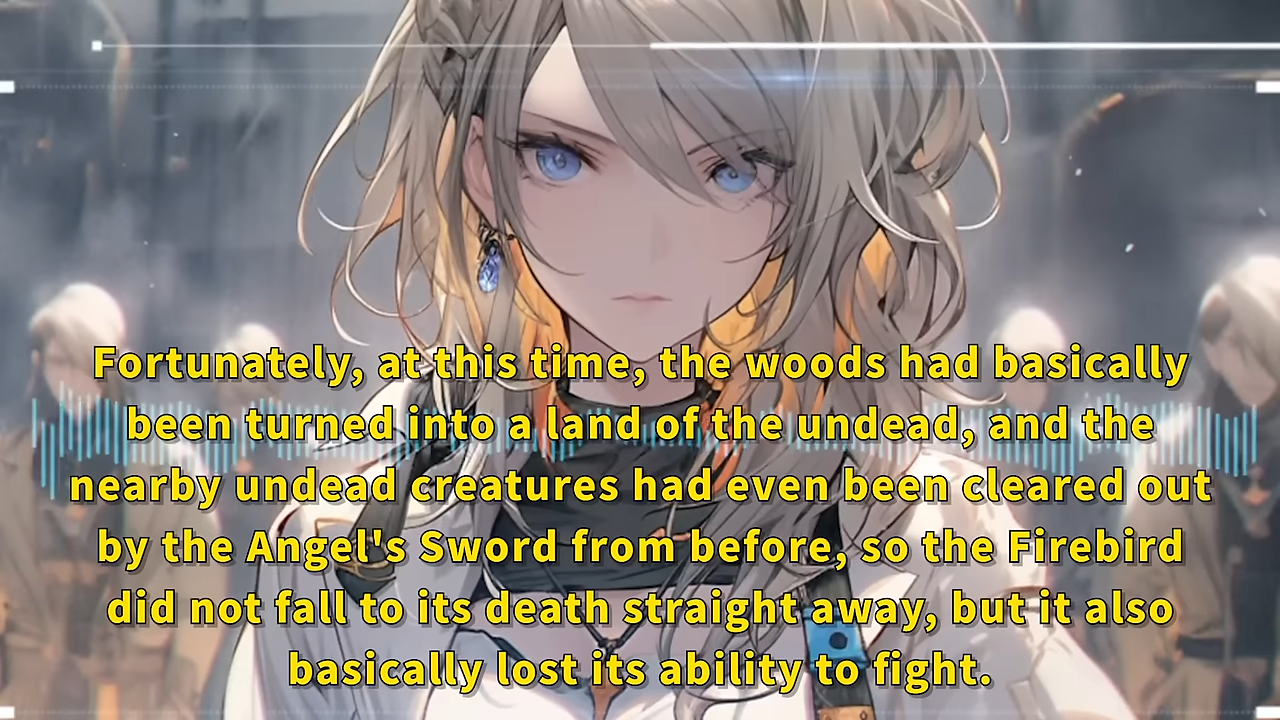 Fortunately, at this time, the woods had basically
been turned into a land of the undead, and the
nearby undead creatures had even been cleared out
by the Angel's Sword from before, so the Firebird
did not fall to its death straight away, but it also
basically lost its ability to fight.